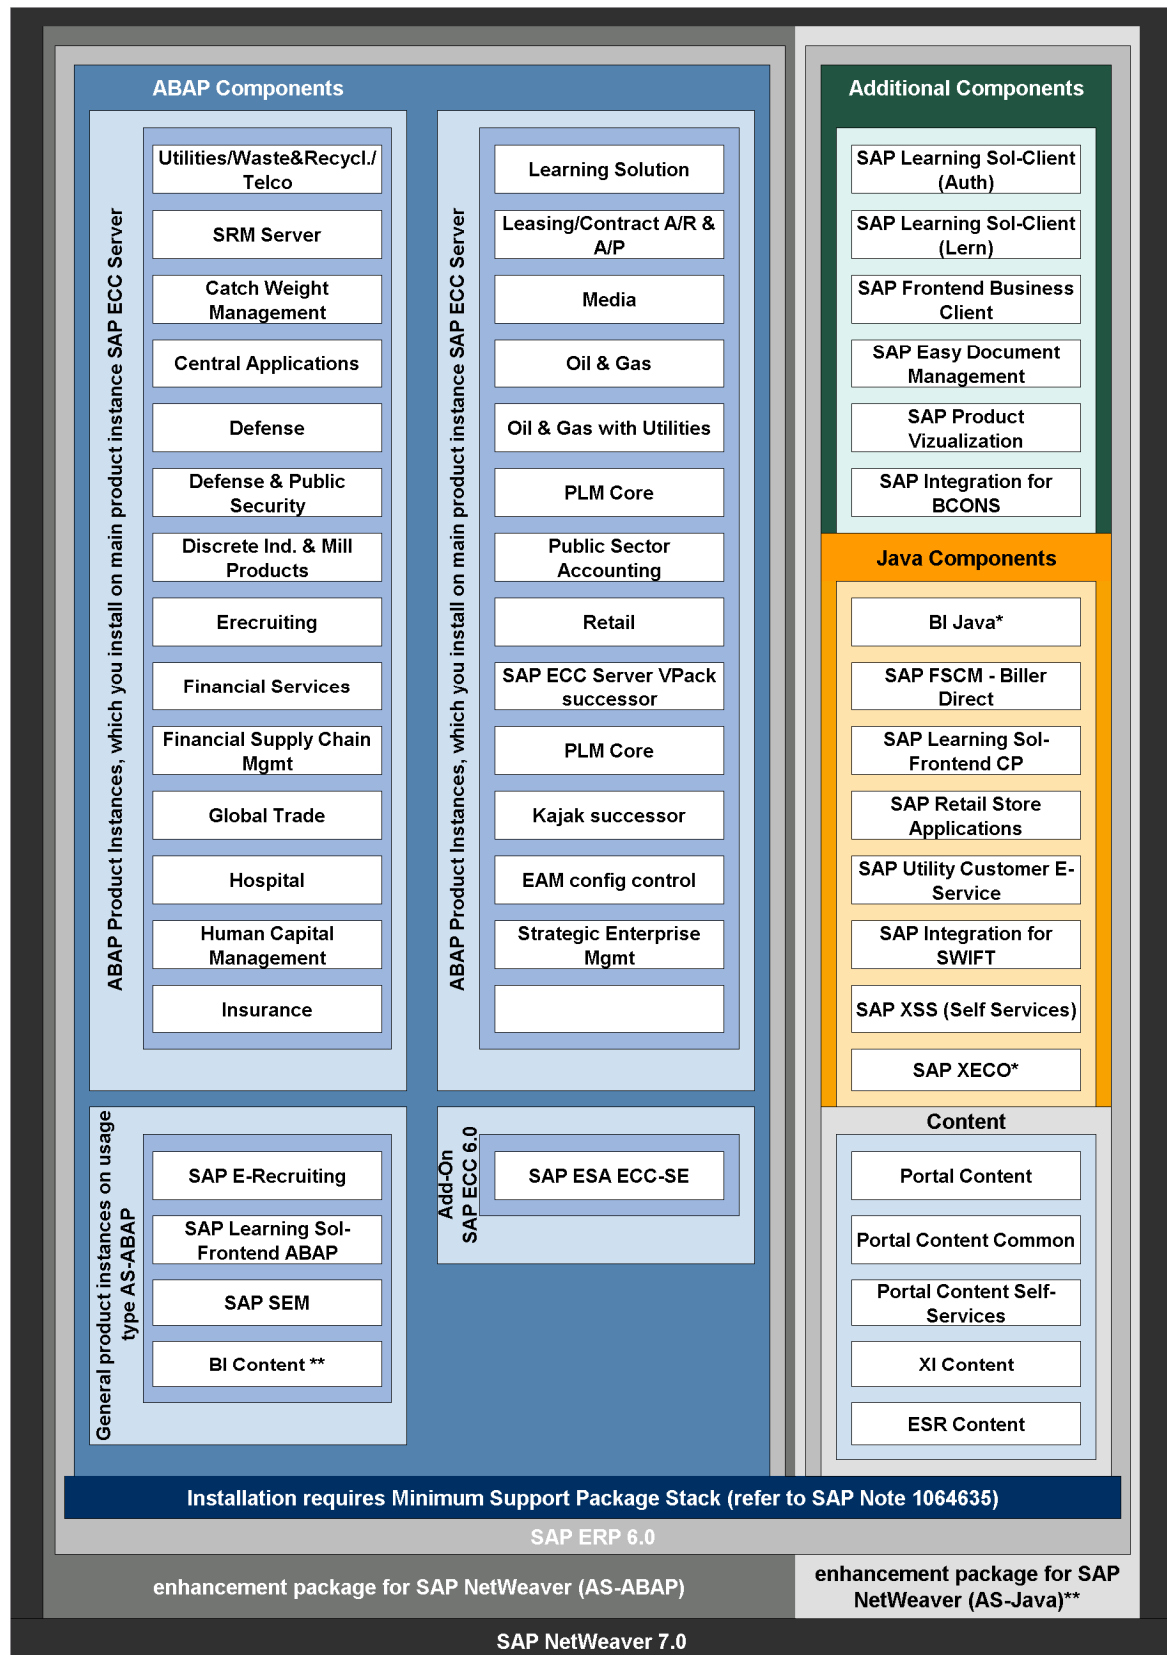 ABAP Components
ABAP Product Instances, which you install on main product instance SAP ECC Server
Utilities/Waste&Recycl./
Telco
SRM Server
Catch Weight
Management
Central Applications
Defense
Defense & Public
Security
Discrete Ind. & Mill
Products
Erecruiting
Financial Services
Financial Supply Chain
Mgmt
Global Trade
Hospital
Human Capital
Management
Insurance
ABAP Product Instances, which you install on main product instance SAP ECC Server
Learning Solution
Leasing/Contract A/R &
A/P
Media
Oil & Gas
Oil & Gas with Utilities
PLM Core
Public Sector
Accounting
Retail
SAP ECC Server VPack
successor
PLM Core
Kajak successor
EAM config control
Strategic Enterprise
Mgmt
General product instances on usage
type AS-ABAP
SAP E-Recruiting
SAP Learning Sol-
Frontend ABAP
SAP SEM
BI Content **
Add-On
SAP ECC 6.0
SAP ESA ECC-SE
Additional Components
SAP Learning Sol-Client
(Auth)
SAP Learning Sol-Client
(Lern)
SAP Frontend Business
Client
SAP Easy Document
Management
SAP Product
Vizualization
SAP Integration for
BCONS
Java Components
BI Java*
SAP FSCM - Biller
Direct
SAP Learning Sol-
Frontend CP
SAP Retail Store
Applications
SAP Utility Customer E-
Service
SAP Integration for
SWIFT
SAP XSS (Self Services)
SAP XECO*
Content
Portal Content
Portal Content Common
Portal Content Self-
Services
XI Content
ESR Content
Installation requires Minimum Support Package Stack (refer to SAP Note 1064635)
SAP ERP 6.0
enhancement package for SAP NetWeaver (AS-ABAP)
enhancement package for SAP
NetWeaver (AS-Java)**
SAP NetWeaver 7.0